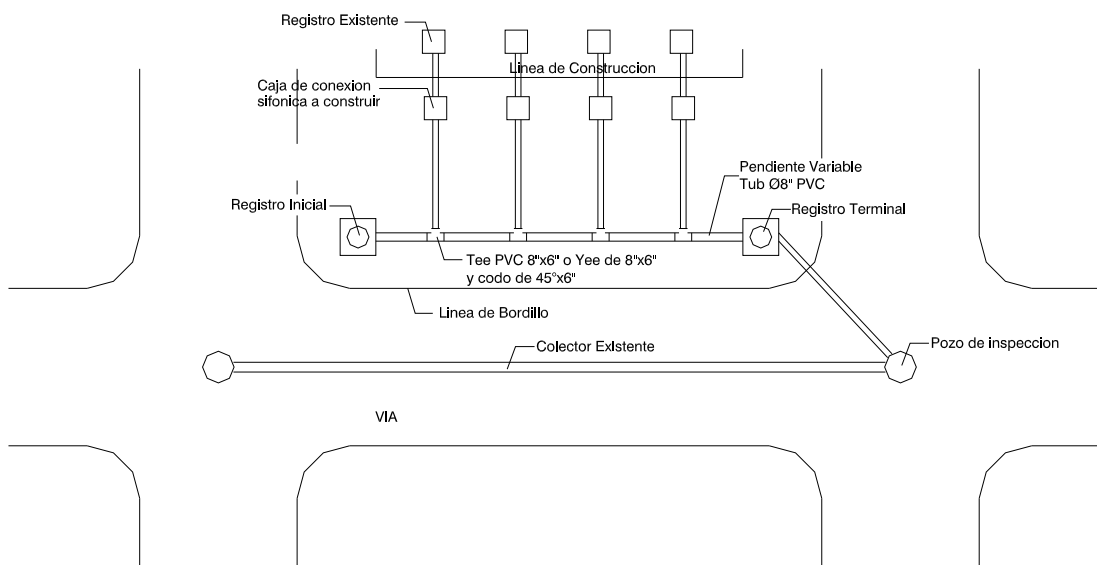 Registro Existente
Linea de Construccion
Caja de conexion
sifonica a construir
Pendiente Variable
Tub Ø8" PVC
Registro Inicial
Registro Terminal
Tee PVC 8"x6" o Yee de 8"x6"
y codo de 45°x6"
Linea de Bordillo
Colector Existente
Pozo de inspeccion
VIA